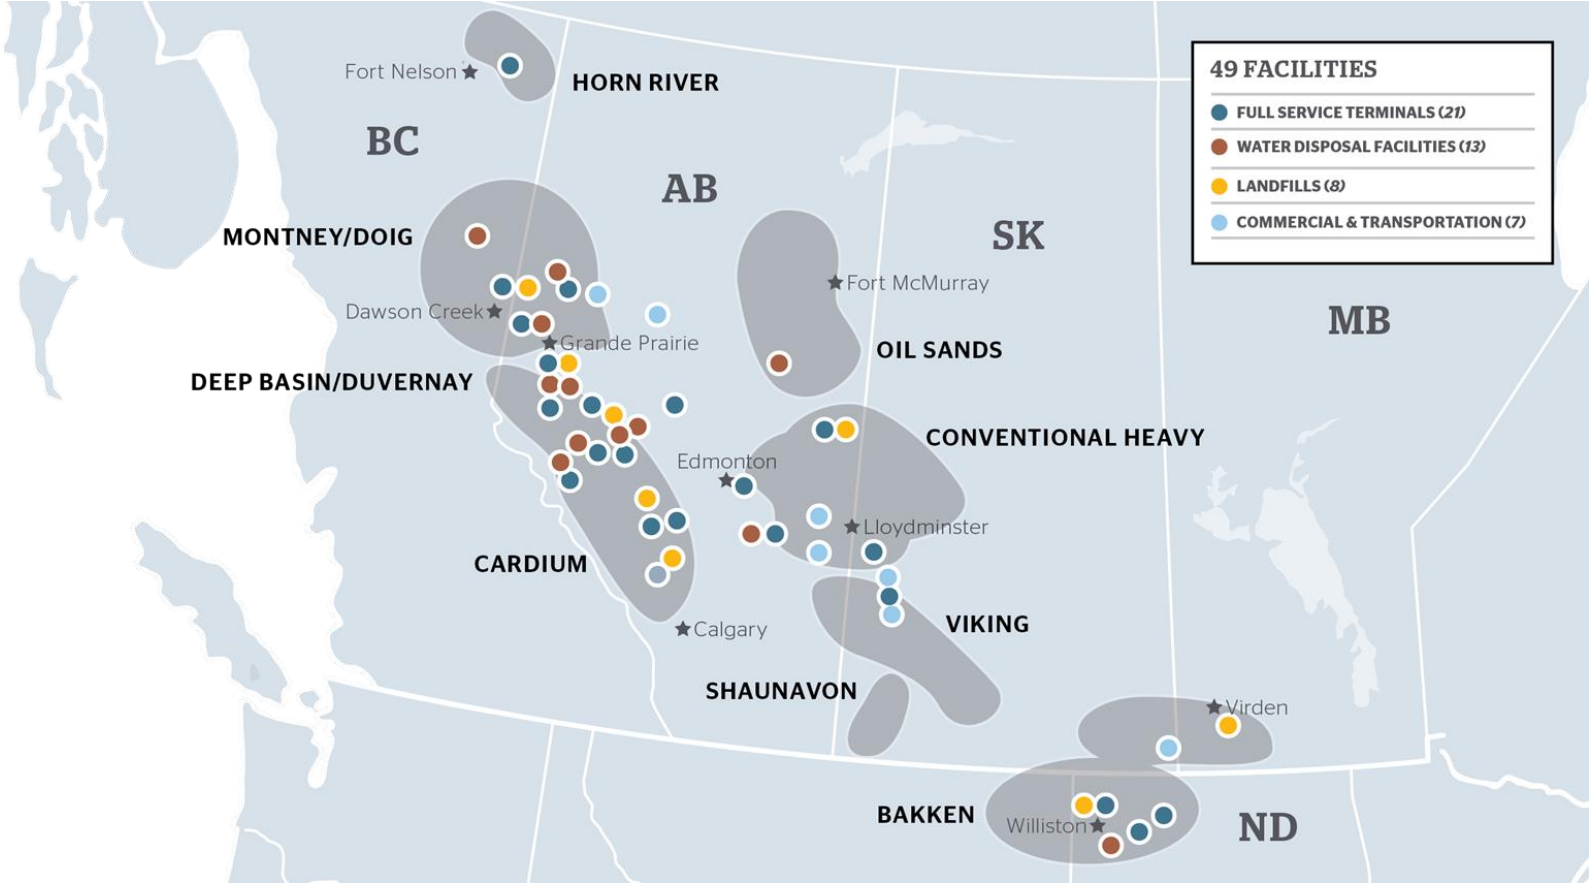 Fort Nelson
HORN RIVER
49 FACILITIES
FULL SERVICE TERMINALS (21)
WATER DISPOSAL FACILITIES (13)
LANDFILLS (8)
COMMERCIAL & TRANSPORTATION (7)
BC
AB
SK
MB
MONTNEY/DOIG
Fort McMurray
Dawson Creek
Grande Prairie
OIL SANDS
DEEP BASIN/DUVERNAY
CONVENTIONAL HEAVY
Edmonton
Lloydminster
CARDIUM
VIKING
Calgary
SHAUNAVON
Virden
BAKKEN
Williston
ND